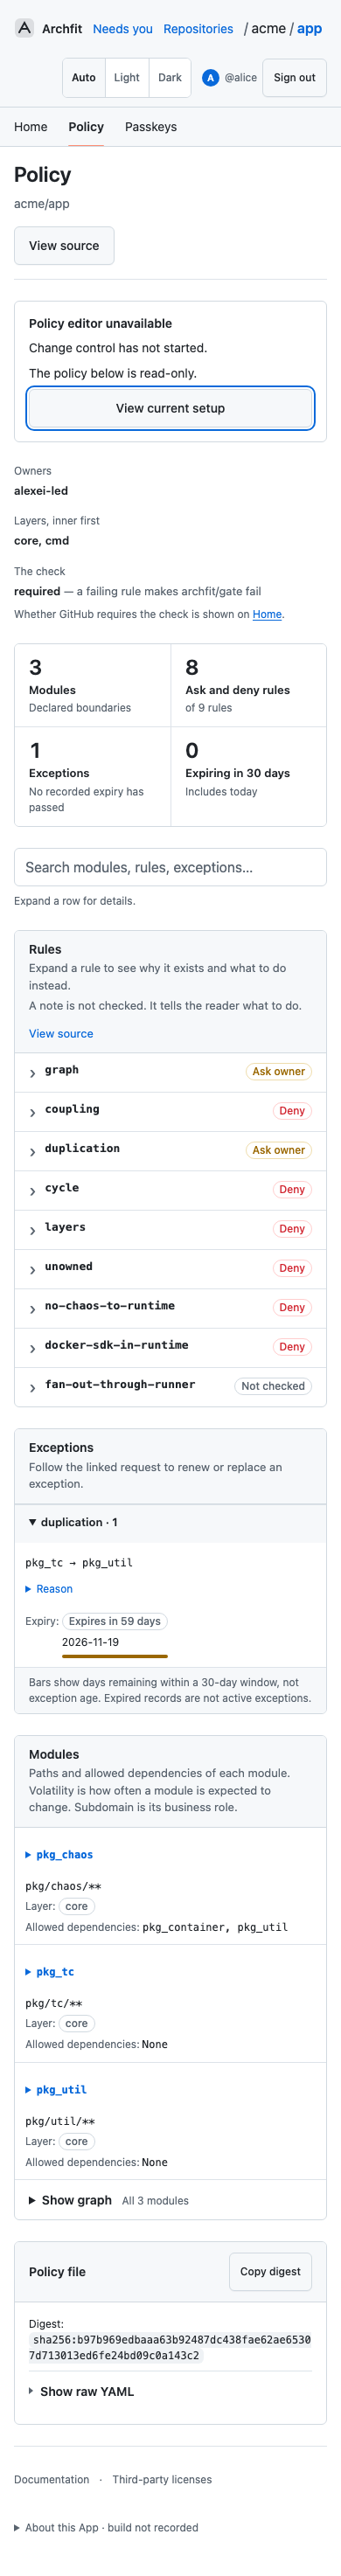 Archfit Needs you Repositories / acme / app
Auto Light Dark A @alice Sign out
Home Policy Passkeys
Policy
acme/app
View source
Policy editor unavailable
Change control has not started.
The policy below is read-only.
View current setup
Owners
alexei-led
Layers, inner first
core, cmd
The check
required — a failing rule makes archfit/gate fail
Whether GitHub requires the check is shown on Home.
3 8
Modules Ask and deny rules
Declared boundaries of 9 rules
1 0
Exceptions Expiring in 30 days
No recorded expiry has Includes today
passed
Search modules, rules, exceptions...
Expand a row for details.
Rules
Expand a rule to see why it exists and what to do
instead.
A note is not checked. It tells the reader what to do.
View source
graph Ask owner
coupling Deny
duplication Ask owner
cycle Deny
layers Deny
unowned Deny
no-chaos-to-runtime Deny
docker-sdk-in-runtime Deny
fan-out-through-runner Not checked
Exceptions
Follow the linked request to renew or replace an
exception.
duplication · 1
pkg_tc → pkg_util
Reason
Expiry: Expires in 59 days
2026-11-19
Bars show days remaining within a 30-day window, not
exception age. Expired records are not active exceptions.
Modules
Paths and allowed dependencies of each module.
Volatility is how often a module is expected to
change. Subdomain is its business role.
pkg_chaos
pkg/chaos/**
Layer: core
Allowed dependencies: pkg_container, pkg_util
pkg_tc
pkg/tc/**
Layer: core
Allowed dependencies: None
pkg_util
pkg/util/**
Layer: core
Allowed dependencies: None
Show graph All 3 modules
Policy file Copy digest
Digest:
sha256:b97b969edbaaa63b92487dc438fae62ae6530
7d713013ed6fe24bd09c0a143c2
Show raw YAML
Documentation · Third-party licenses
About this App · build not recorded